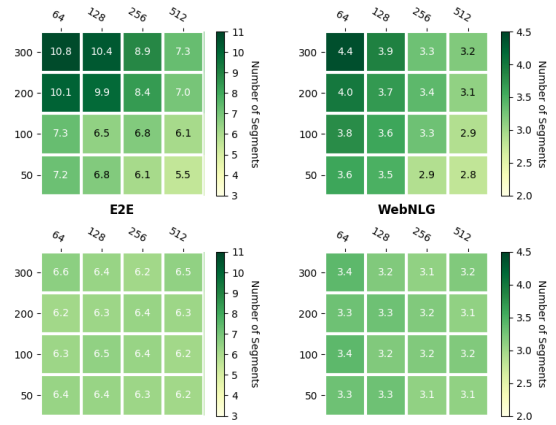 64 128 256 512
300 10.8 10.4 8.9 7.3
200 10.1 9.9 8.4 7.0
100 7.3 6.5 6.8 6.1
50 7.2 6.8 6.1 5.5
11
10
9
8
7
6
5
4
3
Number of Segments
E2E
64 128 256 512
300 4.4 3.9 3.3 3.2
200 4.0 3.7 3.4 3.1
100 3.8 3.6 3.3 2.9
50 3.6 3.5 2.9 2.8
4.5
4.0
3.5
3.0
2.5
2.0
Number of Segments
WebNLG
64 128 256 512
300 6.6 6.4 6.2 6.5
200 6.2 6.3 6.4 6.3
100 6.3 6.5 6.4 6.2
50 6.4 6.4 6.3 6.2
11
10
9
8
7
6
5
4
3
Number of Segments
64 128 256 512
300 3.4 3.2 3.1 3.2
200 3.3 3.3 3.2 3.1
100 3.4 3.2 3.2 3.2
50 3.3 3.3 3.1 3.1
4.5
4.0
3.5
3.0
2.5
2.0
Number of Segments